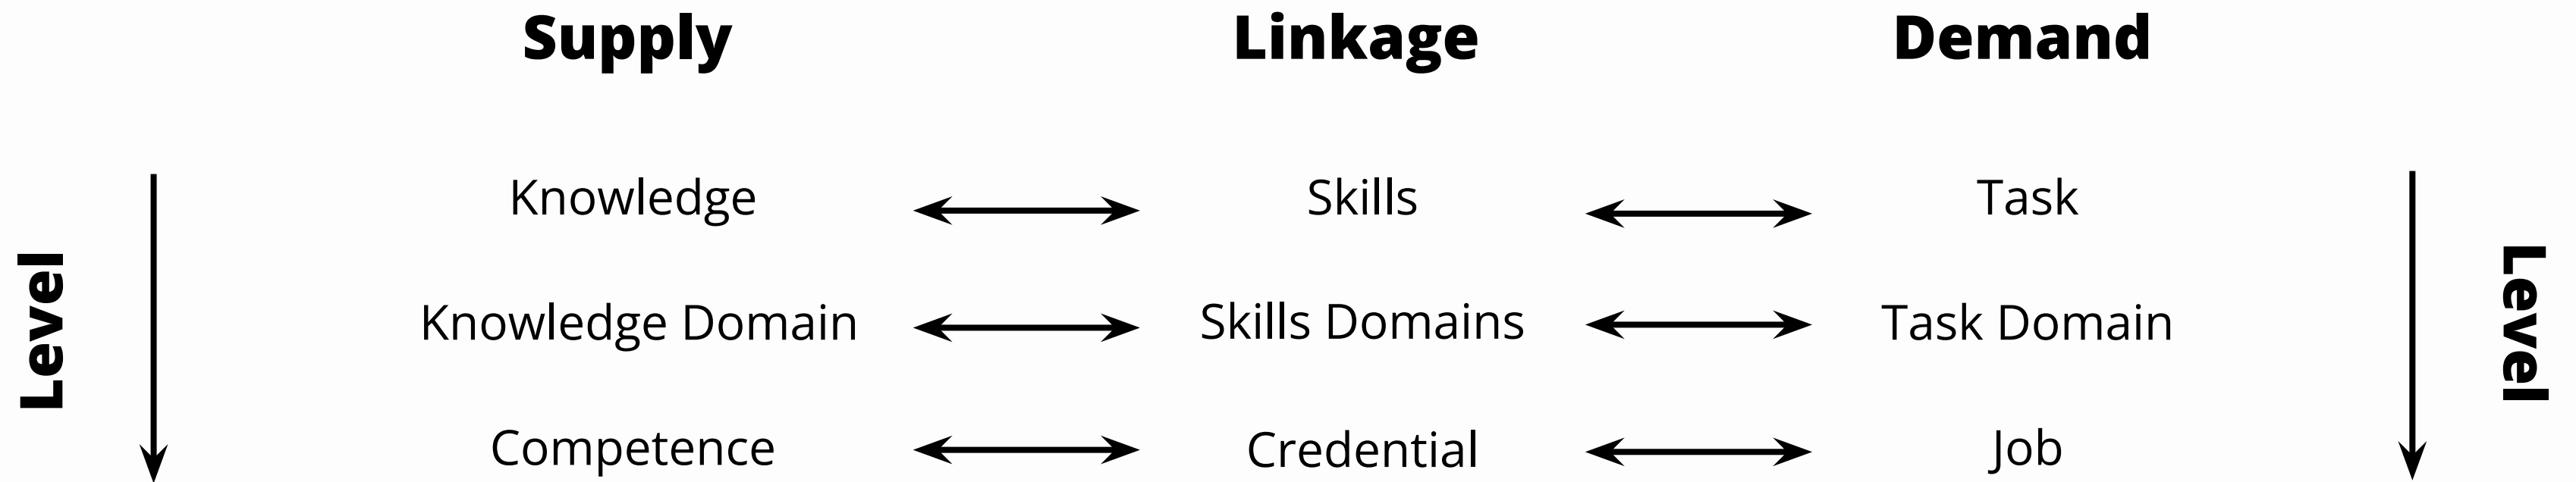 Supply Linkage Demand
Knowledge Skills Task
Level
Knowledge Domain Skills Domains Task Domain
Level
Competence Credential Job